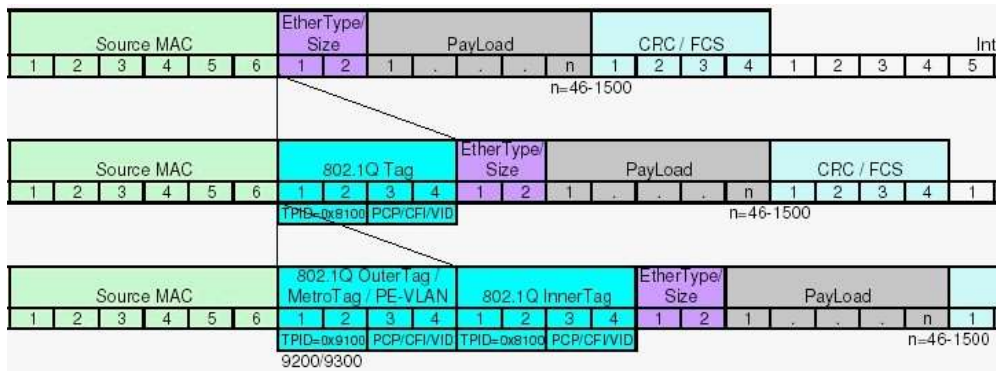 EtherType/
Source MAC Size PayLoad CRC / FCS Int
1 2 3 4 5 6 1 2 1 . . . n 1 2 3 4 1 2 3 4 5
n=46-1500
EtherType/
Source MAC 802.1Q Tag Size PayLoad CRC / FCS
1 2 3 4 5 6 1 2 3 4 1 2 1 . . . n 1 2 3 4 1
TPID=0x8100 PCP/CFI/VID n=46-1500
802.1Q OuterTag / EtherType/
Source MAC MetroTag / PE-VLAN 802.1Q InnerTag Size PayLoad
1 2 3 4 5 6 1 2 3 4 1 2 3 4 1 2 1 . . . n 1
TPID=0x9100 PCP/CFI/VID TPID=0x8100 PCP/CFI/VID n=46-1500
9200/9300